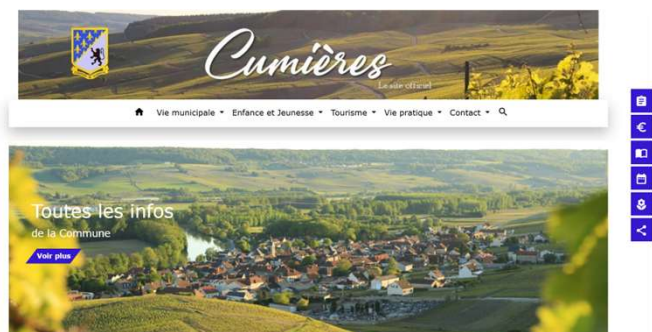 Cumières
Le site officiel
Vie municipale Enfance et Jeunesse Tourisme Vie pratique Contact
Toutes les infos
de la Commune
Voir plus